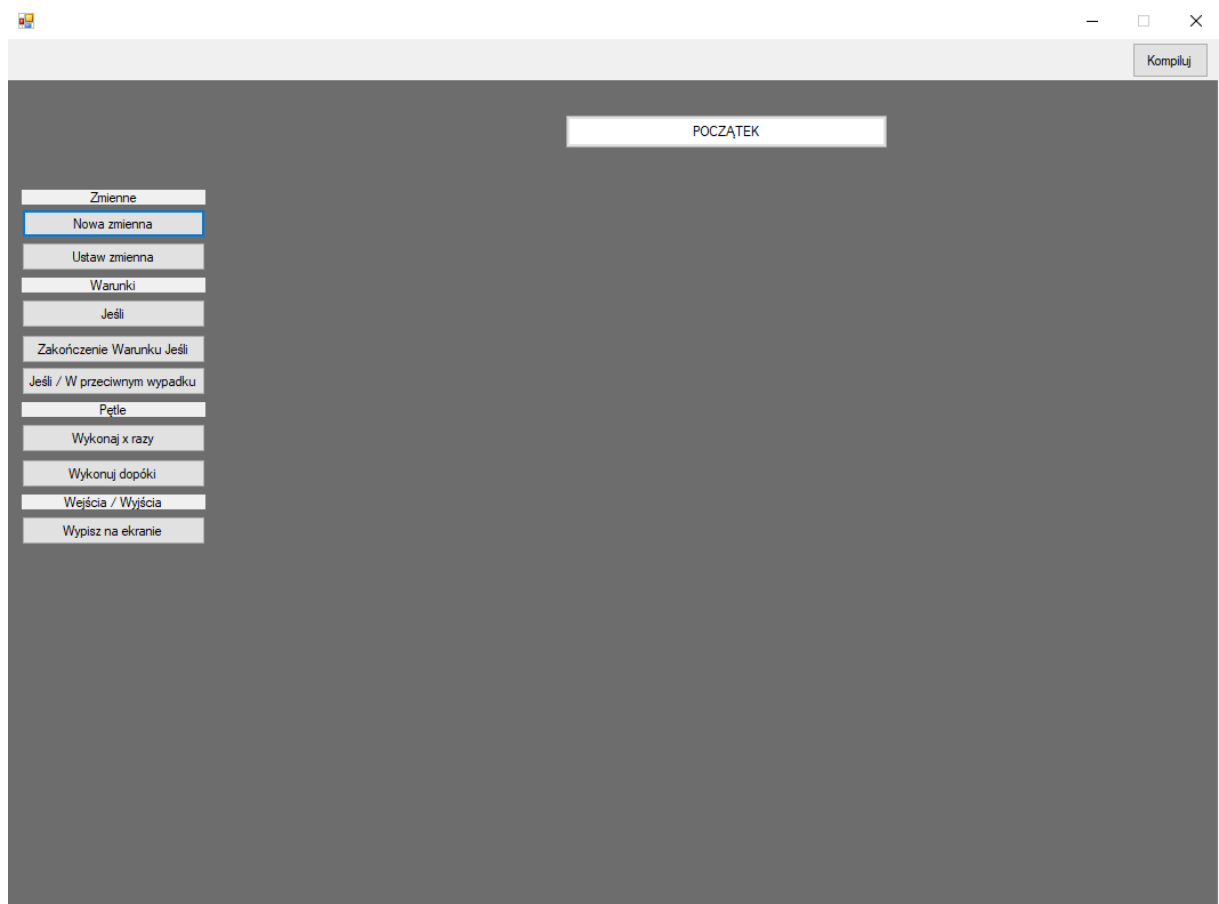 Kompiluj
POCZĄTEK
Zmienne
Nowa zmienna
Ustaw zmienna
Warunki
Jeśli
Zakończenie Warunku Jeśli
Jeśli / W przeciwnym wypadku
Pętle
Wykonaj x razy
Wykonuj dopóki
Wejścia / Wyjścia
Wypisz na ekranie